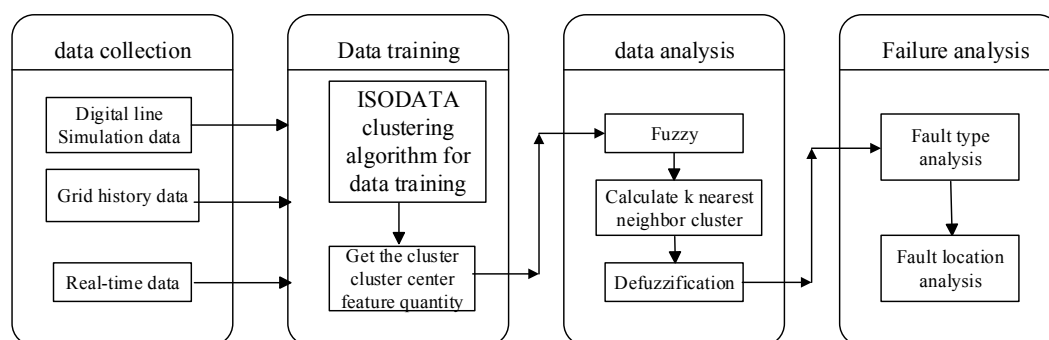 data collection
Digital line
Simulation data
Grid history data
Real-time data
Data training
ISODATA
clustering
algorithm for
data training
Get the cluster
cluster center
feature quantity
data analysis
Fuzzy
Calculate k nearest
neighbor cluster
Defuzzification
Failure analysis
Fault type
analysis
Fault location
analysis